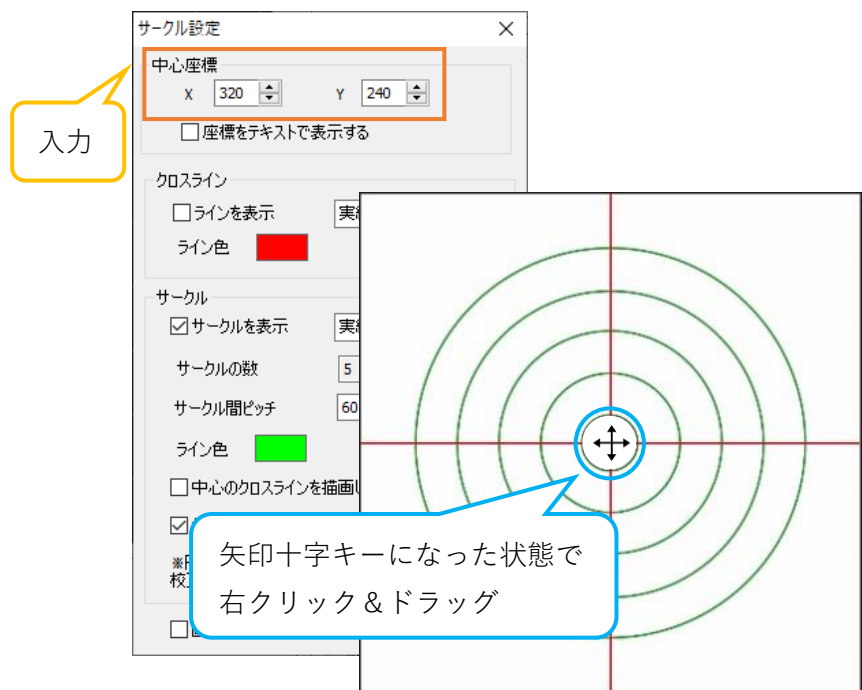 サークル設定
中心座標
X 320 Y 240
座標をテキストで表示する
入力
クロスライン
ラインを表示
ライン色
サークル
サークルを表示
サークルの数 5
サークル間ピッチ 60
ライン色
中心のクロスラインを描画し
矢印十字キーになった状態で
右クリック＆ドラッグ